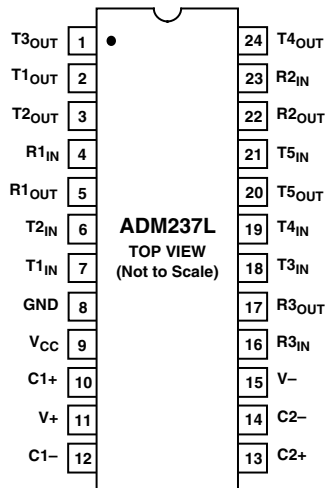 T3OUT 1 24 T4OUT
T1OUT 2 23 R2IN
T2OUT 3 22 R2OUT
R1IN 4 21 T5IN
R1OUT 5 20 T5OUT
T2IN 6 ADM237L 19 T4IN
TOP VIEW
T1IN 7 (Not to Scale) 18 T3IN
GND 8 17 R3OUT
VCC 9 16 R3IN
C1+ 10 15 V–
V+ 11 14 C2–
C1– 12 13 C2+